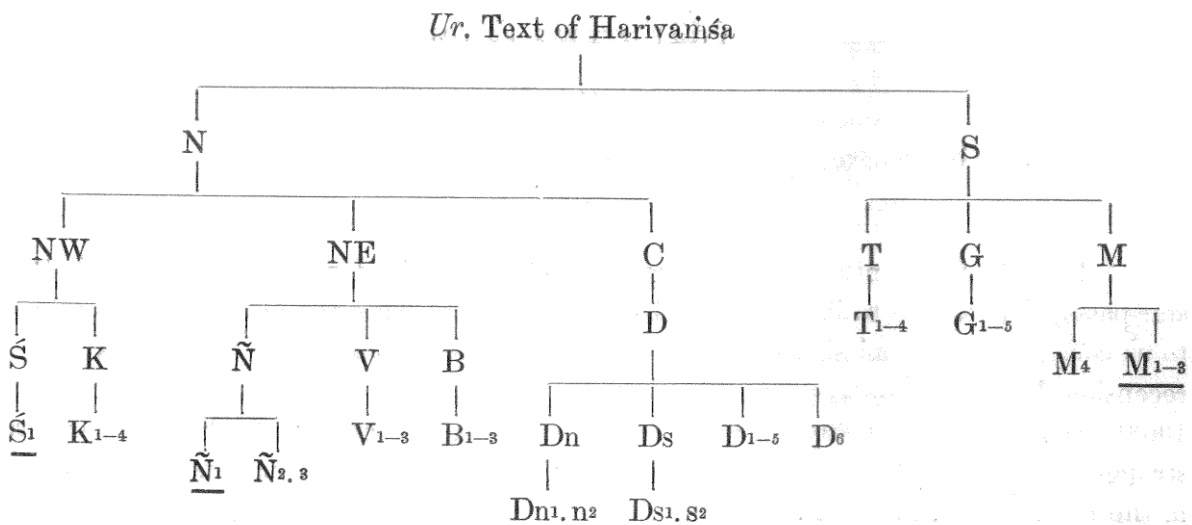 Ur. Text of Harivaṁśa
N S
NW NE C T G M
Ś K Ñ V B D T1–4 G1–5 M4 M1–3
Ś1 K1–4 Ñ1 Ñ2, 3 V1–3 B1–3 Dn Ds D1–5 D6
Dn1, n2 Ds1, s2